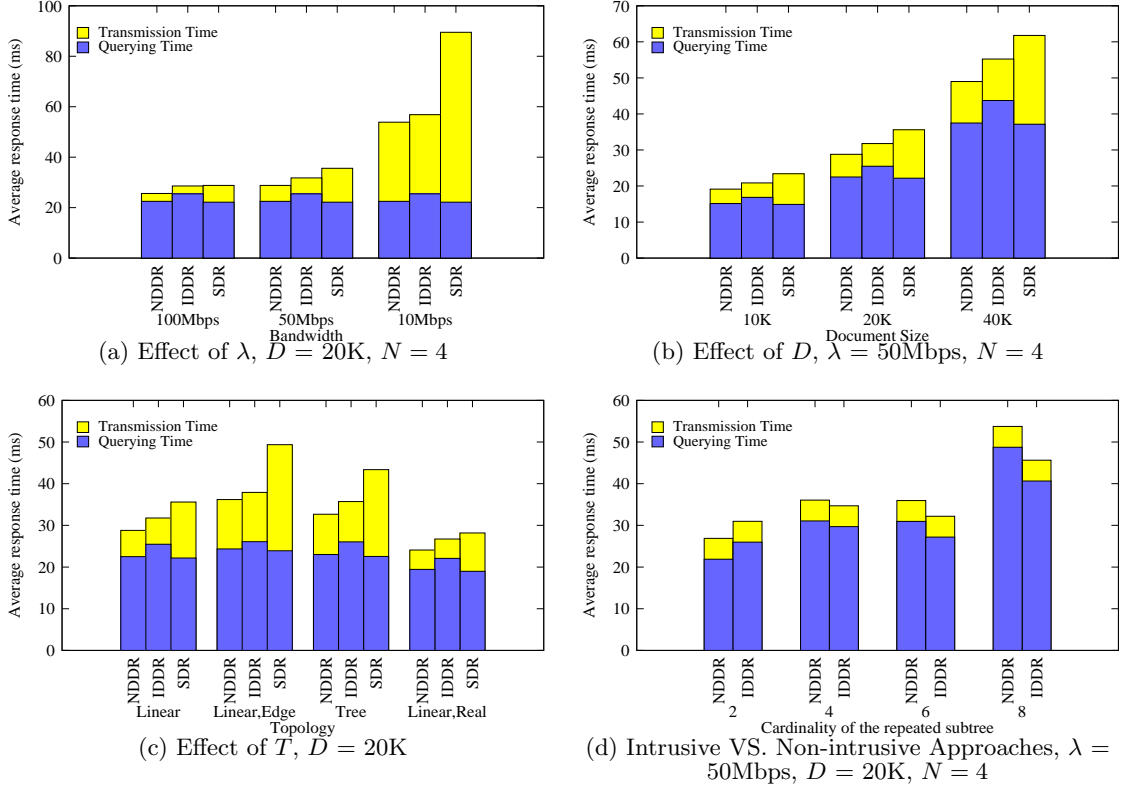 100
80
60
40
20
0
Average response time (ms)
Transmission Time
Querying Time
NDDR IDDR SDR NDDR IDDR SDR NDDR IDDR SDR
100Mbps 50Mbps 10Mbps
Bandwidth
(a) Effect of λ, D = 20K, N = 4
70
60
50
40
30
20
10
0
Average response time (ms)
Transmission Time
Querying Time
NDDR IDDR SDR NDDR IDDR SDR NDDR IDDR SDR
10K 20K 40K
Document Size
(b) Effect of D, λ = 50Mbps, N = 4
60
50
40
30
20
10
0
Average response time (ms)
Transmission Time
Querying Time
NDDR IDDR SDR NDDR IDDR SDR NDDR IDDR SDR NDDR IDDR SDR
Linear Linear,Edge Tree Linear,Real
Topology
(c) Effect of T, D = 20K
60
50
40
30
20
10
0
Average response time (ms)
Transmission Time
Querying Time
NDDR IDDR NDDR IDDR NDDR IDDR NDDR IDDR
2 4 6 8
Cardinality of the repeated subtree
(d) Intrusive VS. Non-intrusive Approaches, λ =
50Mbps, D = 20K, N = 4